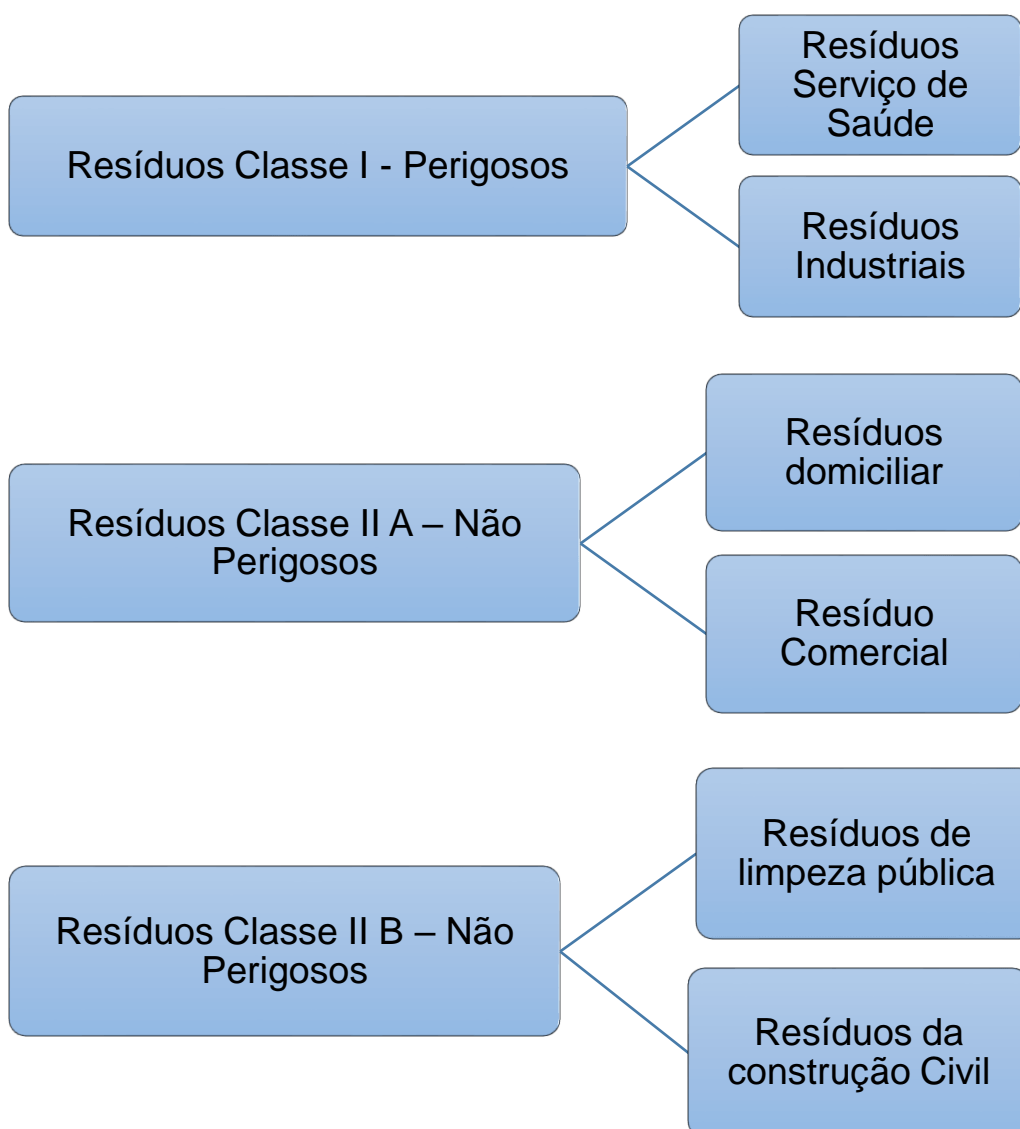 Resíduos
Serviço de
Saúde
Resíduos Classe I - Perigosos
Resíduos
Industriais
Resíduos
domiciliar
Resíduos Classe II A – Não
Perigosos
Resíduo
Comercial
Resíduos de
limpeza pública
Resíduos Classe II B – Não
Perigosos
Resíduos da
construção Civil